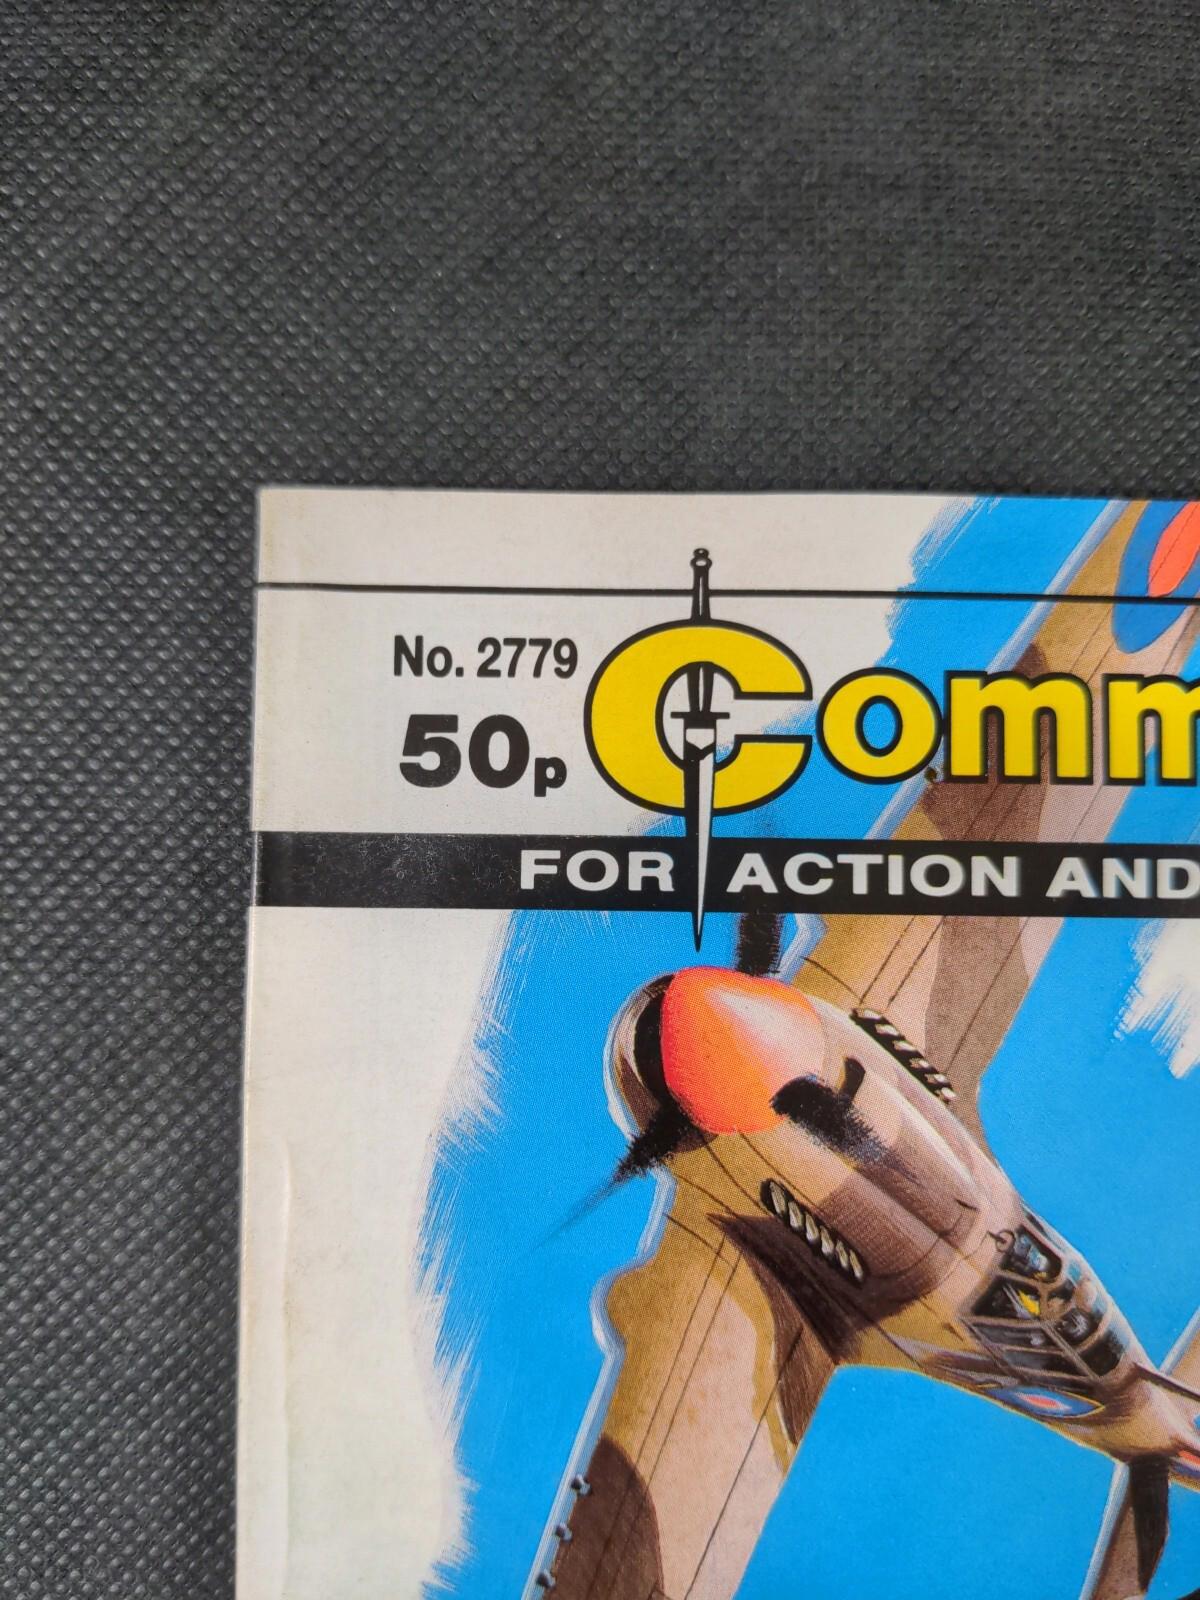 No. 2779
50p
Comm
FOR ACTION AND